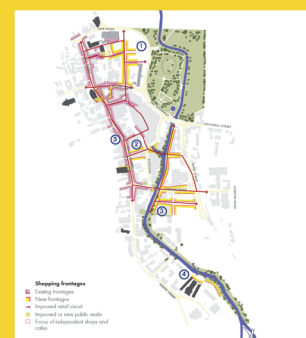 1
5
2
3
4
Shopping frontages
Existing frontages
New frontages
Improved retail circuit
Improved or new public realm
Focus of independent shops and
cafes